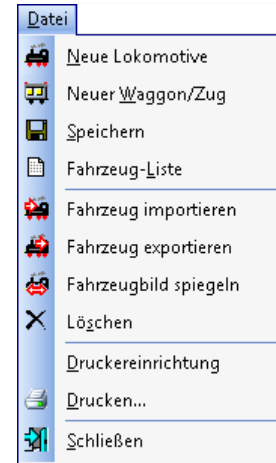 Datei
Neue Lokomotive
Neuer Waggon/Zug
Speichern
Fahrzeug-Liste
Fahrzeug importieren
Fahrzeug exportieren
Fahrzeugbild spiegeln
Löschen
Druckereinrichtung
Drucken...
Schließen